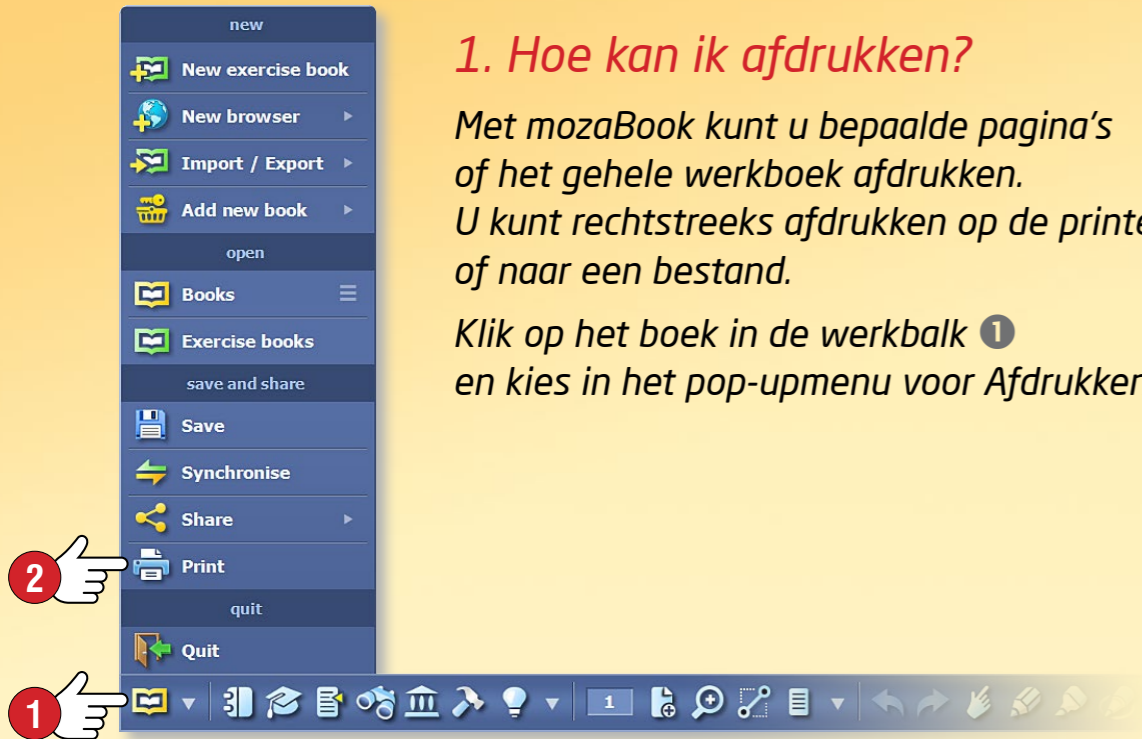 new
New exercise book
New browser
Import / Export
Add new book
open
Books
Exercise books
save and share
Save
Synchronise
Share
Print
quit
Quit
1
2
1
1. Hoe kan ik afdrukken?
Met mozaBook kunt u bepaalde pagina's
of het gehele werkboek afdrukken.
U kunt rechtstreeks afdrukken op de
of naar een bestand.
Klik op het boek in de werkbalk 1
en kies in het pop-upmenu voor